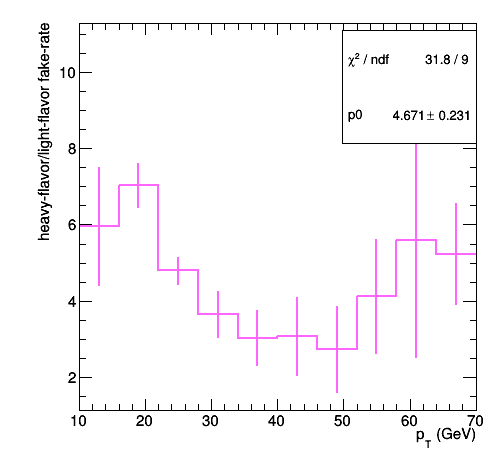 heavy-flavor/light-flavor fake-rate
χ² / ndf 31.8 / 9
p0 4.671 ± 0.231
10
8
6
4
2
10 20 30 40 50 60 70
p_T (GeV)